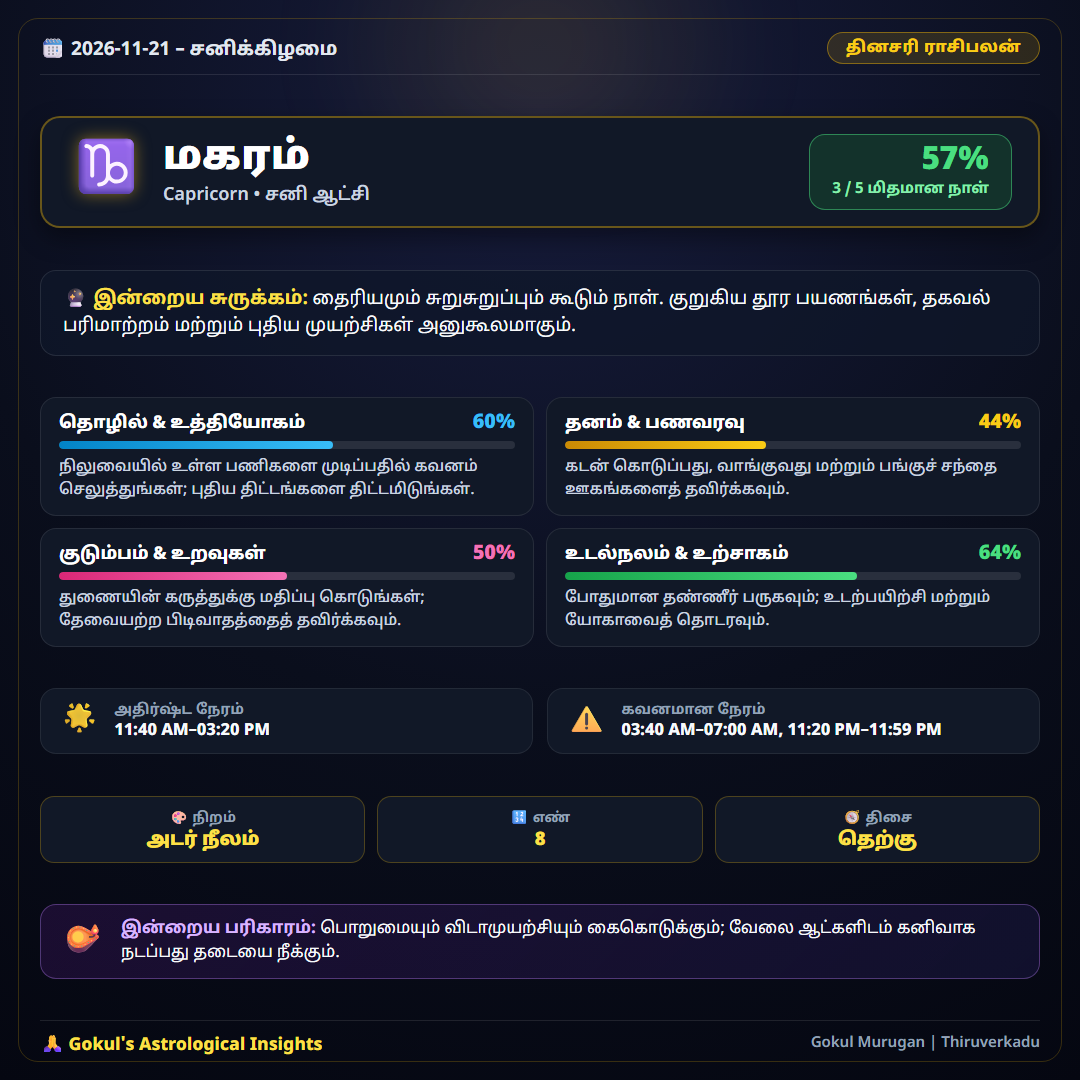 2026-11-21 – சனிக்கிழமை
தினசரி ராசிபலன்
மகரம்
Capricorn • சனி ஆட்சி
57%
3 / 5 மிதமான நாள்
இன்றைய சுருக்கம்: தைரியமும் சுறுசுறுப்பும் கூடும் நாள். குறுகிய தூர பயணங்கள், தகவல்
பரிமாற்றம் மற்றும் புதிய முயற்சிகள் அனுகூலமாகும்.
தொழில் & உத்தியோகம் 60%
நிலுவையில் உள்ள பணிகளை முடிப்பதில் கவனம்
செலுத்துங்கள்; புதிய திட்டங்களை திட்டமிடுங்கள்.
தனம் & பணவரவு 44%
கடன் கொடுப்பது, வாங்குவது மற்றும் பங்குச் சந்தை
ஊகங்களைத் தவிர்க்கவும்.
குடும்பம் & உறவுகள் 50%
துணையின் கருத்துக்கு மதிப்பு கொடுங்கள்;
தேவையற்ற பிடிவாதத்தைத் தவிர்க்கவும்.
உடல்நலம் & உற்சாகம் 64%
போதுமான தண்ணீர் பருகவும்; உடற்பயிற்சி மற்றும்
யோகாவைத் தொடரவும்.
அதிர்ஷ்ட நேரம்
11:40 AM–03:20 PM
கவனமான நேரம்
03:40 AM–07:00 AM, 11:20 PM–11:59 PM
நிறம்
அடர் நீலம்
எண்
8
திசை
தெற்கு
இன்றைய பரிகாரம்: பொறுமையும் விடாமுயற்சியும் கைகொடுக்கும்; வேலை ஆட்களிடம் கனிவாக
நடப்பது தடையை நீக்கும்.
Gokul's Astrological Insights
Gokul Murugan | Thiruverkadu